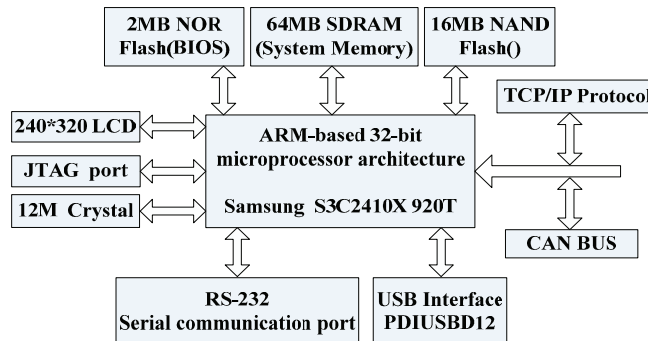 2MB NOR
Flash(BIOS)
64MB SDRAM
(System Memory)
16MB NAND
Flash()
TCP/IP Protocol
240*320 LCD
JTAG port
12M Crystal
ARM-based 32-bit
microprocessor architecture
Samsung S3C2410X 920T
CAN BUS
RS-232
Serial communication port
USB Interface
PDIUSBD12